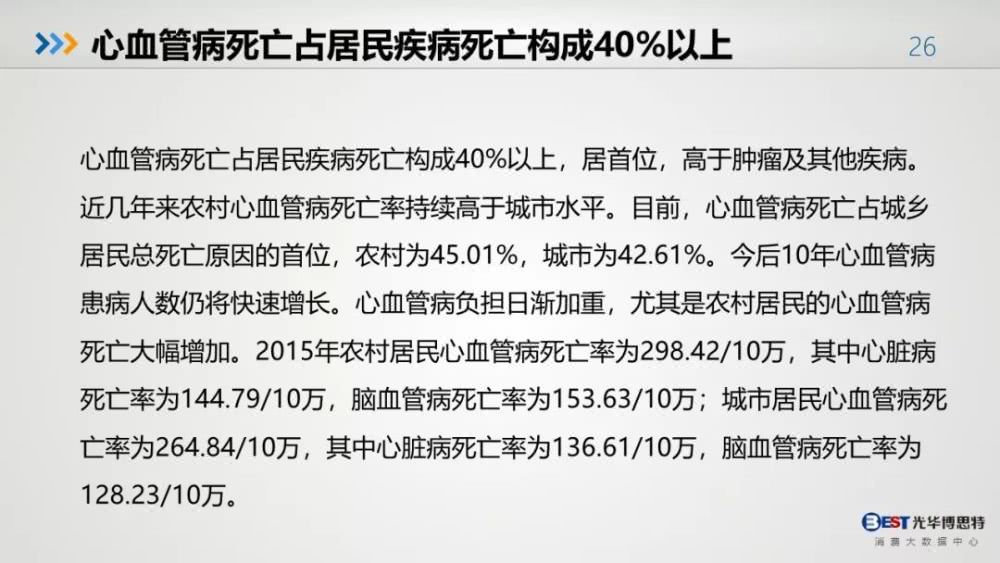 心血管病死亡占居民疾病死亡构成40%以上
26
心血管病死亡占居民疾病死亡构成40%以上，居首位，高于肿瘤及其他疾病。
近几年来农村心血管病死亡率持续高于城市水平。目前，心血管病死亡占城乡
居民总死亡原因的首位，农村为45.01%，城市为42.61%。今后10年心血管病
患病人数仍将快速增长。心血管病负担日渐加重，尤其是农村居民的心血管病
死亡大幅增加。2015年农村居民心血管病死亡率为298.42/10万，其中心脏病
死亡率为144.79/10万，脑血管病死亡率为153.63/10万；城市居民心血管病死
亡率为264.84/10万，其中心脏病死亡率为136.61/10万，脑血管病死亡率为
128.23/10万。
BEST光华博思特
消费大数据中心